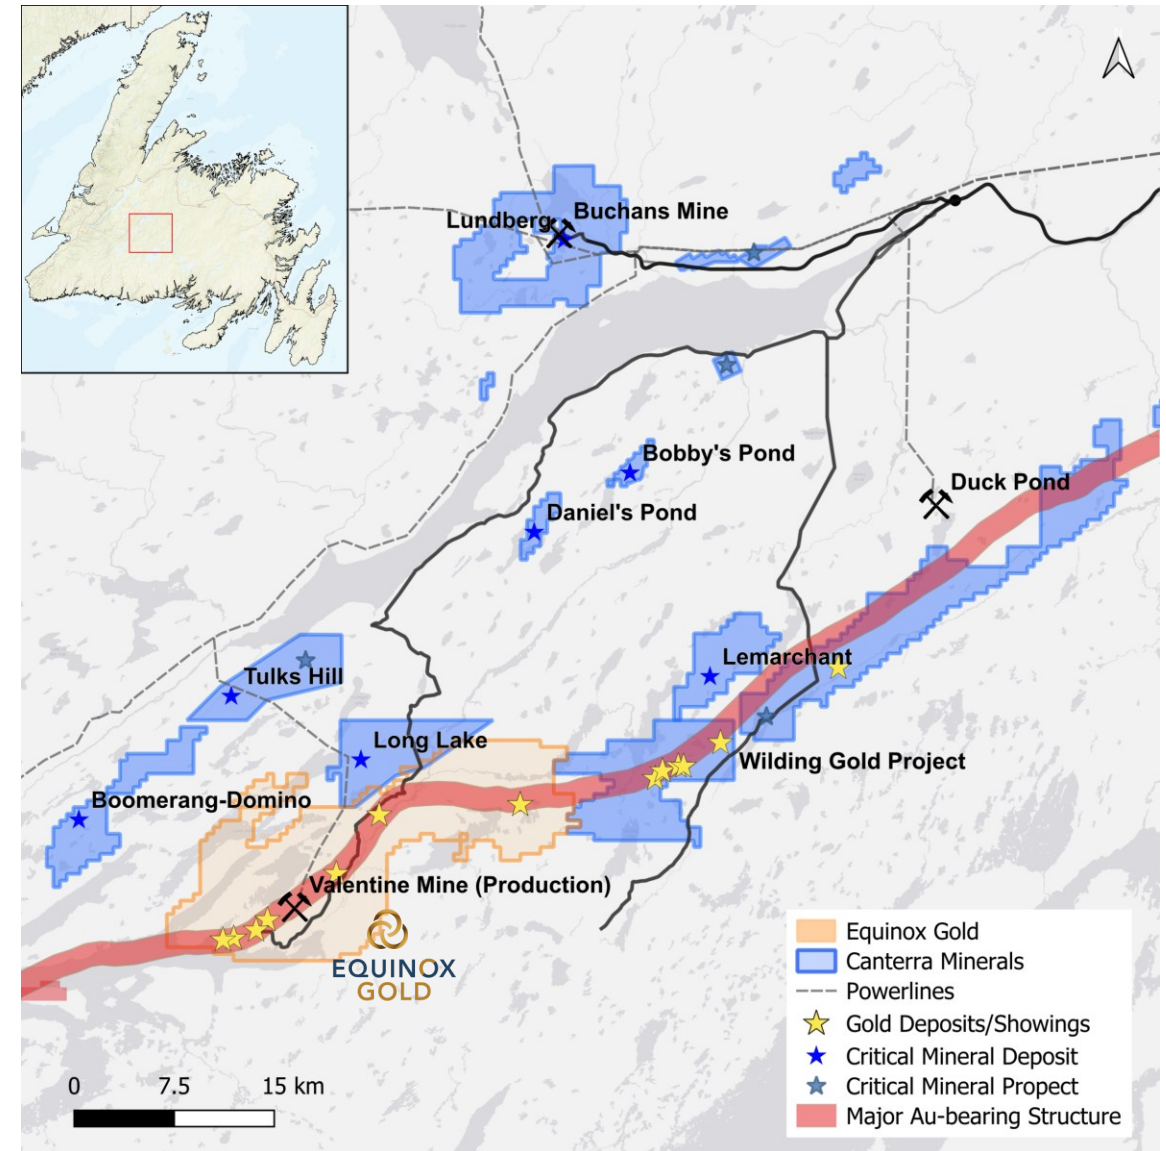 Lundberg
Buchans Mine
Bobby's Pond
Duck Pond
Daniel's Pond
Lemarchant
Tulks Hill
Long Lake
Wilding Gold Project
Boomerang-Domino
Valentine Mine (Production)
EQUINOX
GOLD
Equinox Gold
Canterra Minerals
Powerlines
Gold Deposits/Showings
Critical Mineral Deposit
Critical Mineral Propect
Major Au-bearing Structure
0 7.5 15 km